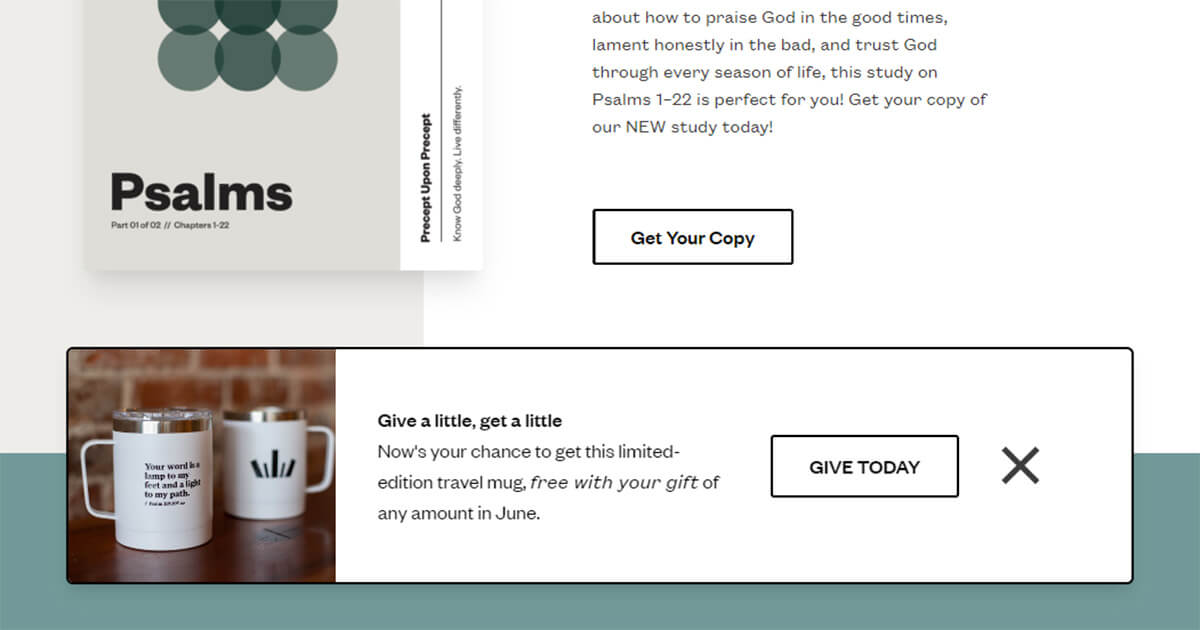 about how to praise God in the good times,
lament honestly in the bad, and trust God
through every season of life, this study on
Psalms 1–22 is perfect for you! Get your copy of
our NEW study today!
Psalms
Part 01 of 02 // Chapters 1-22
Precept Upon Precept
Know God deeply. Live differently.
Get Your Copy
Your word is a
lamp to my
feet and a light
to my path.
Give a little, get a little
Now's your chance to get this limited-
edition travel mug, free with your gift of
any amount in June.
GIVE TODAY